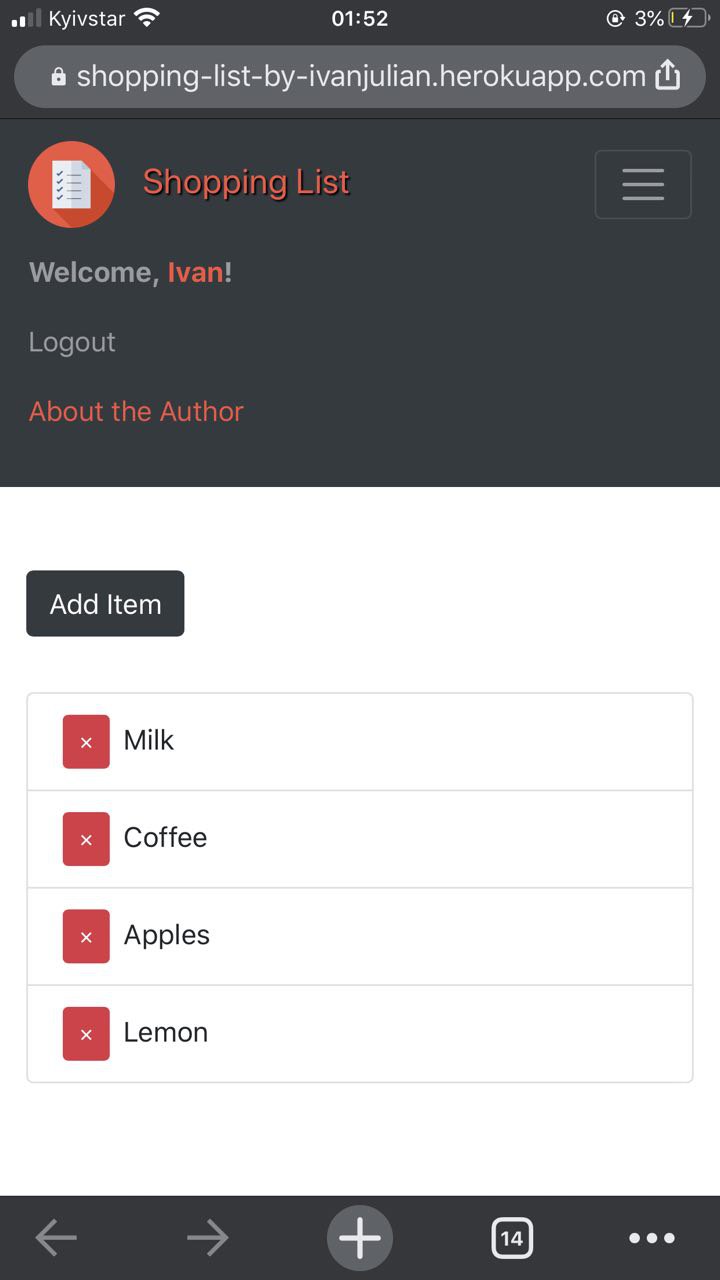 Kyivstar 01:52 3%
shopping-list-by-ivanjulian.herokuapp.com
Shopping List
Welcome, Ivan!
Logout
About the Author
Add Item
× Milk
× Coffee
× Apples
× Lemon
14